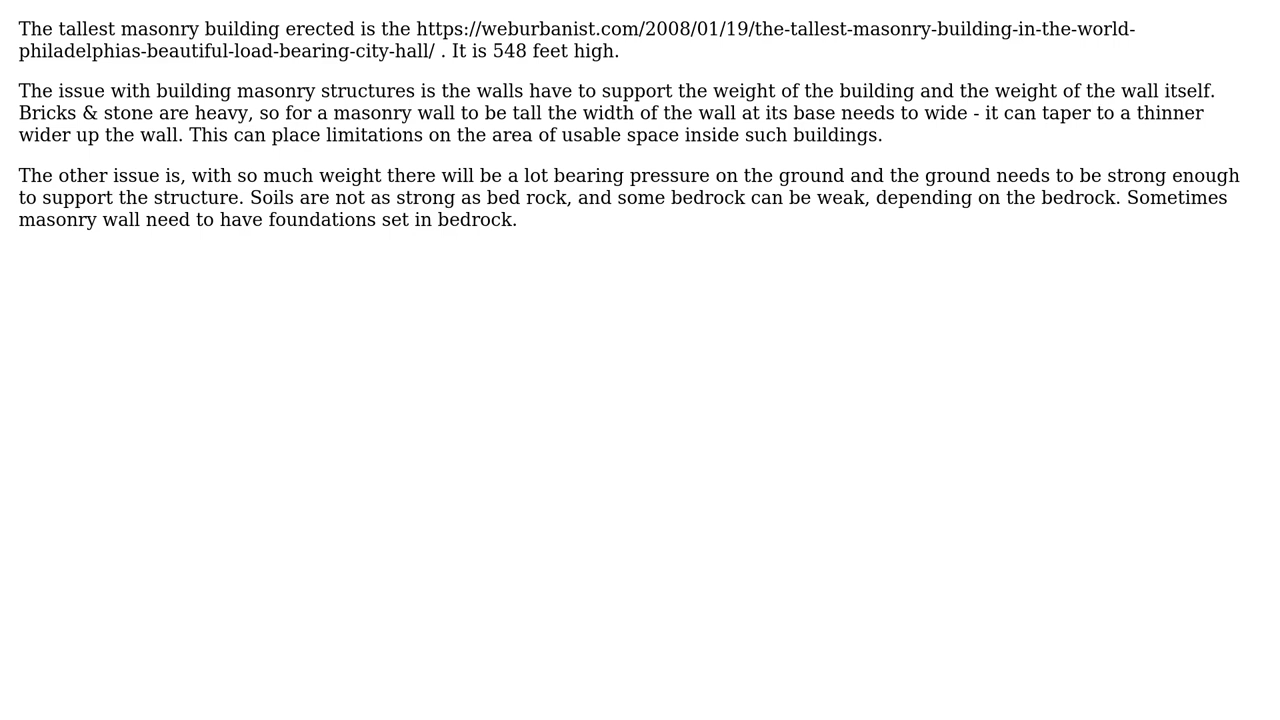 The tallest masonry building erected is the https://weburbanist.com/2008/01/19/the-tallest-masonry-building-in-the-world-
philadelphias-beautiful-load-bearing-city-hall/ . It is 548 feet high.
The issue with building masonry structures is the walls have to support the weight of the building and the weight of the wall itself.
Bricks & stone are heavy, so for a masonry wall to be tall the width of the wall at its base needs to wide - it can taper to a thinner
wider up the wall. This can place limitations on the area of usable space inside such buildings.
The other issue is, with so much weight there will be a lot bearing pressure on the ground and the ground needs to be strong enough
to support the structure. Soils are not as strong as bed rock, and some bedrock can be weak, depending on the bedrock. Sometimes
masonry wall need to have foundations set in bedrock.